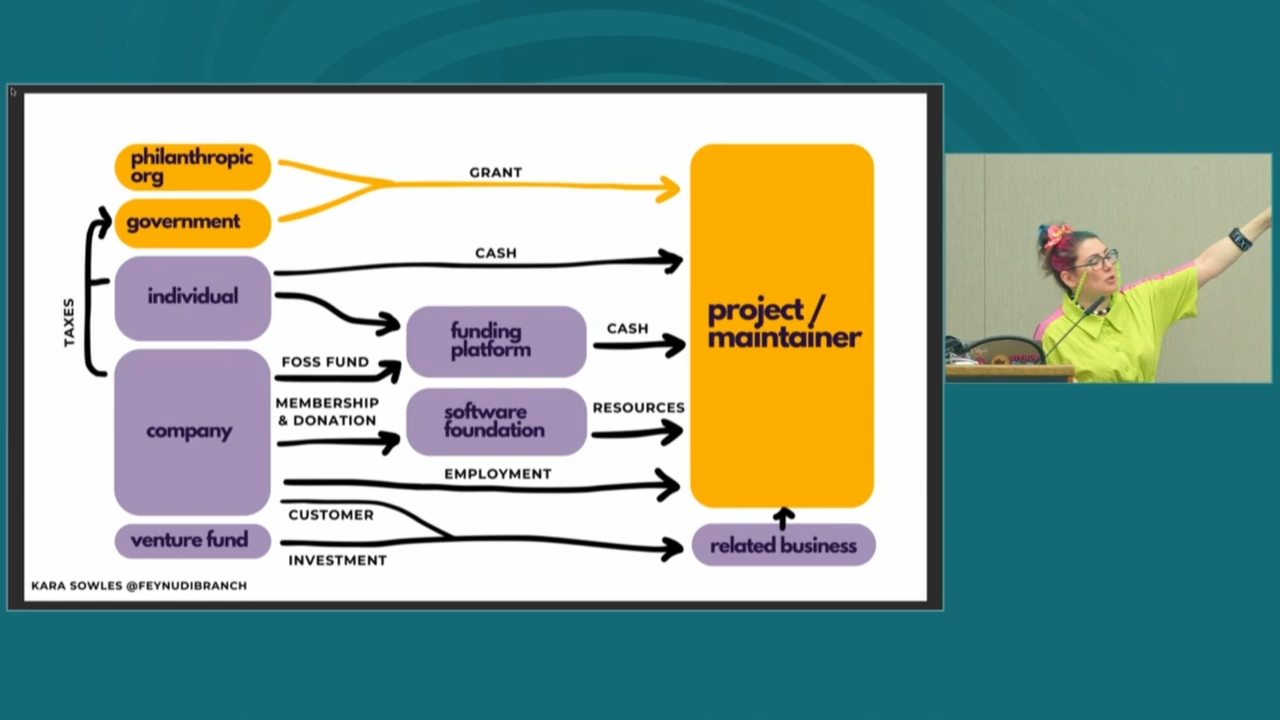 philanthropic
org
government
individual
company
venture fund
TAXES
GRANT
CASH
FOSS FUND
MEMBERSHIP
& DONATION
EMPLOYMENT
CUSTOMER
INVESTMENT
funding
platform
software
foundation
CASH
RESOURCES
project /
maintainer
related business
KARA SOWLES @FEYNUDIBRANCH